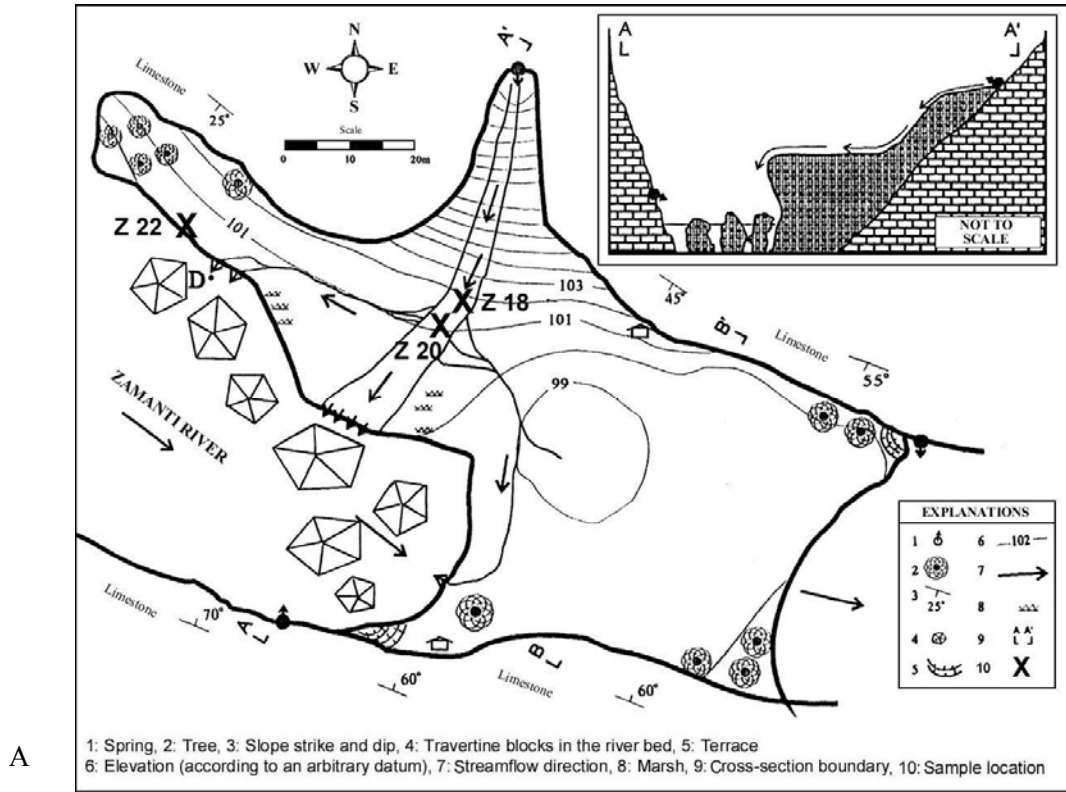 A'
N
W E
S
Scale
0 10 20m
Limestone
25°
A
A'
NOT TO
SCALE
101
Z 22
D
45°
103
Z 18
101
B'
Limestone
Z 20
55°
99
ZAMANTI RIVER
EXPLANATIONS
1 6 102
2 7
3 25° 8
4 9 A A'
5 10 X
Limestone
70°
A
B
60°
Limestone
60°
A
1: Spring, 2: Tree, 3: Slope strike and dip, 4: Travertine blocks in the river bed, 5: Terrace
6: Elevation (according to an arbitrary datum), 7: Streamflow direction, 8: Marsh, 9: Cross-section boundary, 10: Sample location